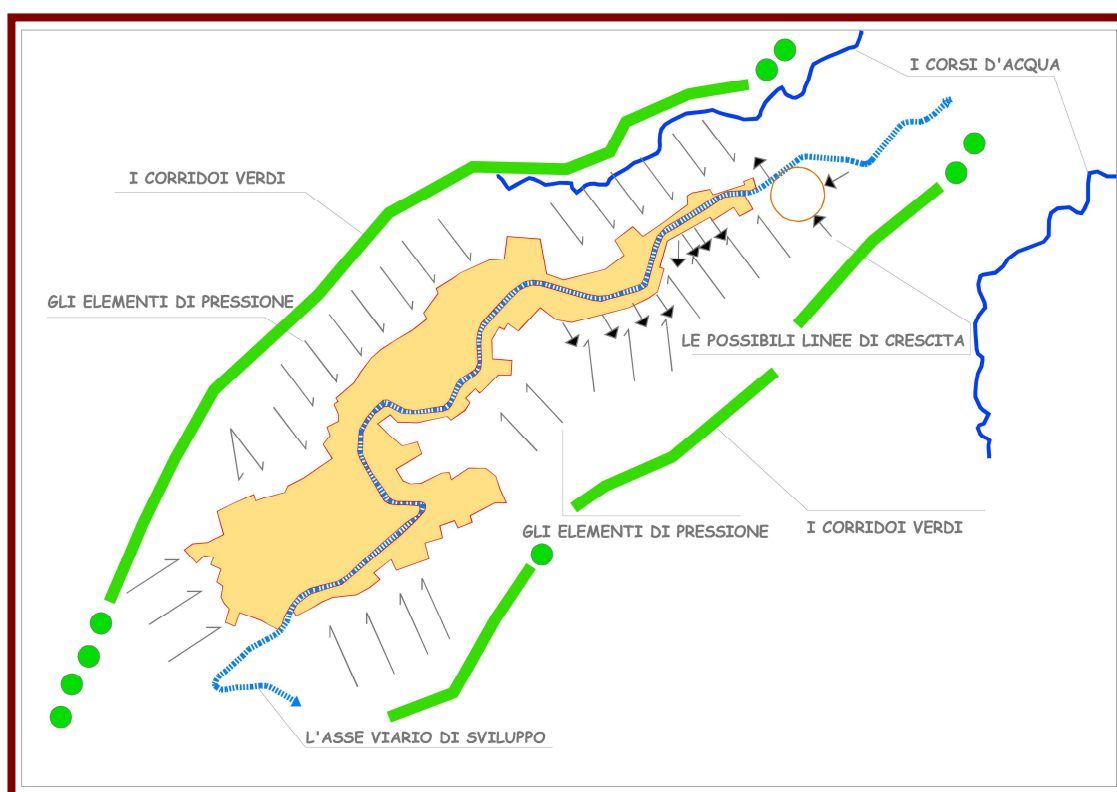 I CORSI D'ACQUA
I CORRIDOI VERDI
GLI ELEMENTI DI PRESSIONE
LE POSSIBILI LINEE DI CRESCITA
GLI ELEMENTI DI PRESSIONE
I CORRIDOI VERDI
L'ASSE VIARIO DI SVILUPPO